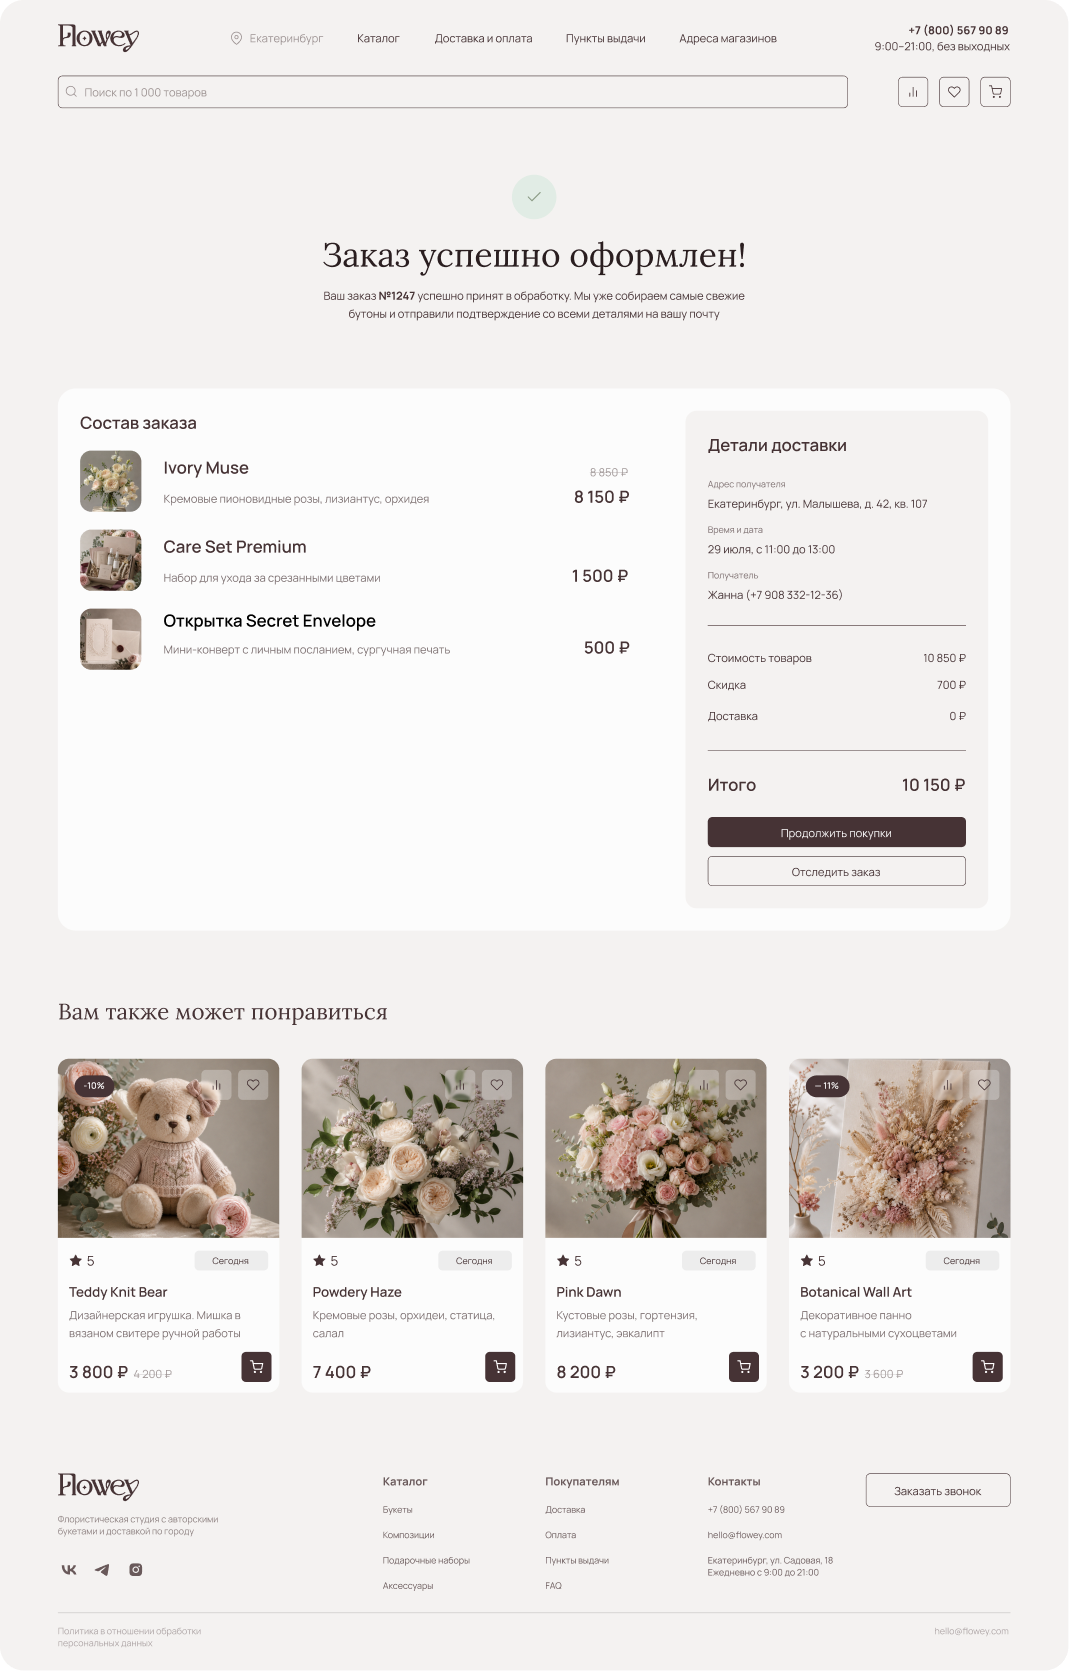 Flowey
Екатеринбург
Каталог
Доставка и оплата
Пункты выдачи
Адреса магазинов
+7 (800) 567 90 89
9:00–21:00, без выходных
Поиск по 1 000 товаров
Заказ успешно оформлен!
Ваш заказ №1247 успешно принят в обработку. Мы уже собираем самые свежие
бутоны и отправили подтверждение со всеми деталями на вашу почту
Состав заказа
Ivory Muse
8 850 ₽
Кремовые пионовидные розы, лизиантус, орхидея
8 150 ₽
Care Set Premium
Набор для ухода за срезанными цветами
1 500 ₽
Открытка Secret Envelope
Мини-конверт с личным посланием, сургучная печать
500 ₽
Детали доставки
Адрес получателя
Екатеринбург, ул. Малышева, д. 42, кв. 107
Время и дата
29 июля, с 11:00 до 13:00
Получатель
Жанна (+7 908 332-12-36)
Стоимость товаров 10 850 ₽
Скидка 700 ₽
Доставка 0 ₽
Итого 10 150 ₽
Продолжить покупки
Отследить заказ
Вам также может понравиться
-10%
5
Сегодня
Teddy Knit Bear
Дизайнерская игрушка. Мишка в
вязаном свитере ручной работы
3 800 ₽ 4 200 ₽
5
Сегодня
Powdery Haze
Кремовые розы, орхидеи, статица,
салал
7 400 ₽
5
Сегодня
Pink Dawn
Кустовые розы, гортензия,
лизиантус, эвкалипт
8 200 ₽
— 11%
5
Сегодня
Botanical Wall Art
Декоративное панно
с натуральными сухоцветами
3 200 ₽ 3 600 ₽
Flowey
Флористическая студия с авторскими
букетами и доставкой по городу
Каталог
Букеты
Композиции
Подарочные наборы
Аксессуары
Покупателям
Доставка
Оплата
Пункты выдачи
FAQ
Контакты
+7 (800) 567 90 89
hello@flowey.com
Екатеринбург, ул. Садовая, 18
Ежедневно с 9:00 до 21:00
Заказать звонок
Политика в отношении обработки
персональных данных
hello@flowey.com